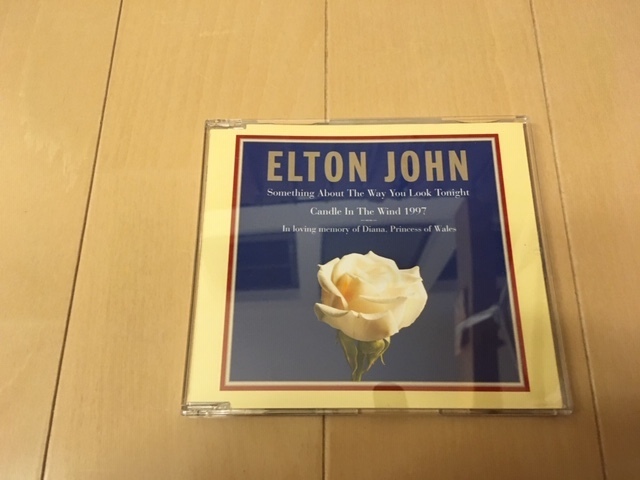 ELTON JOHN
Something About The Way You Look Tonight
Candle In The Wind 1997
In loving memory of Diana, Princess of Wales